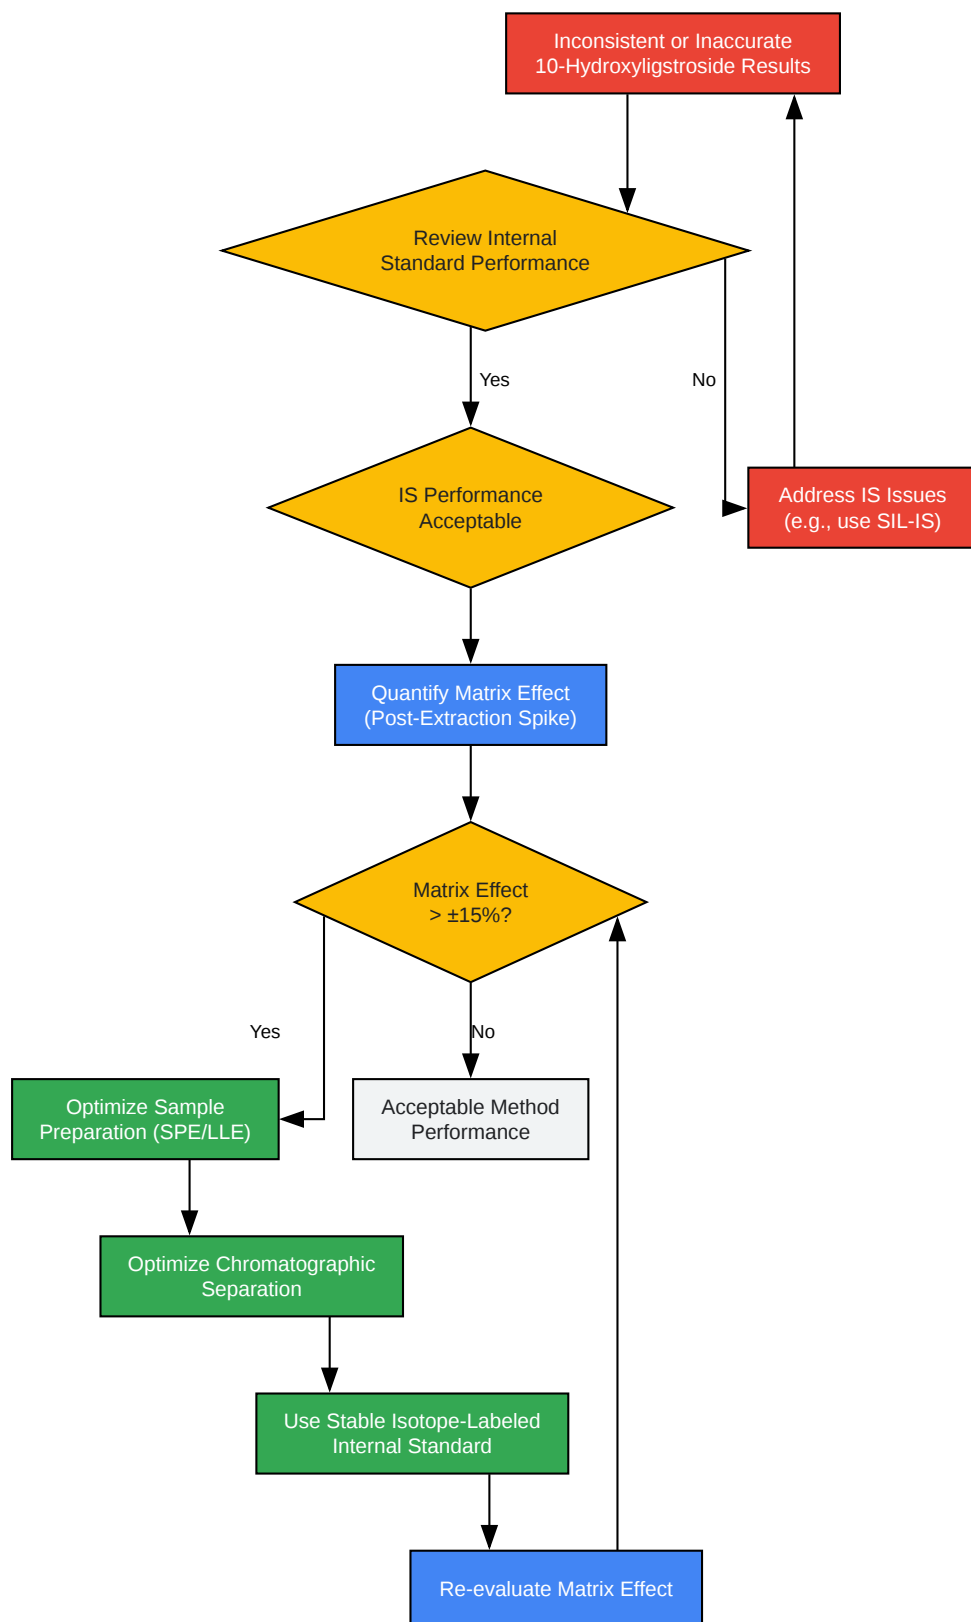 Inconsistent or Inaccurate
10-Hydroxyligstroside Results
Review Internal
Standard Performance
Yes
No
IS Performance
Acceptable
Address IS Issues
(e.g., use SIL-IS)
Quantify Matrix Effect
(Post-Extraction Spike)
Matrix Effect
> ±15%?
Yes
No
Optimize Sample
Preparation (SPE/LLE)
Acceptable Method
Performance
Optimize Chromatographic
Separation
Use Stable Isotope-Labeled
Internal Standard
Re-evaluate Matrix Effect